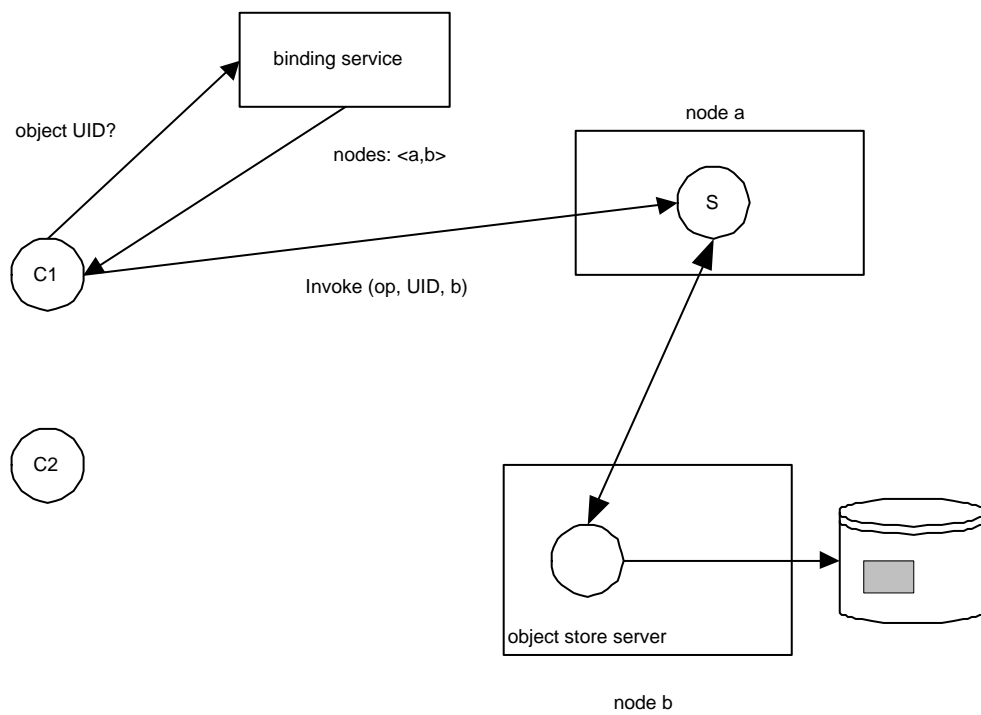 binding service
node a
object UID?
nodes: <a,b>
S
C1
Invoke (op, UID, b)
C2
object store server
node b